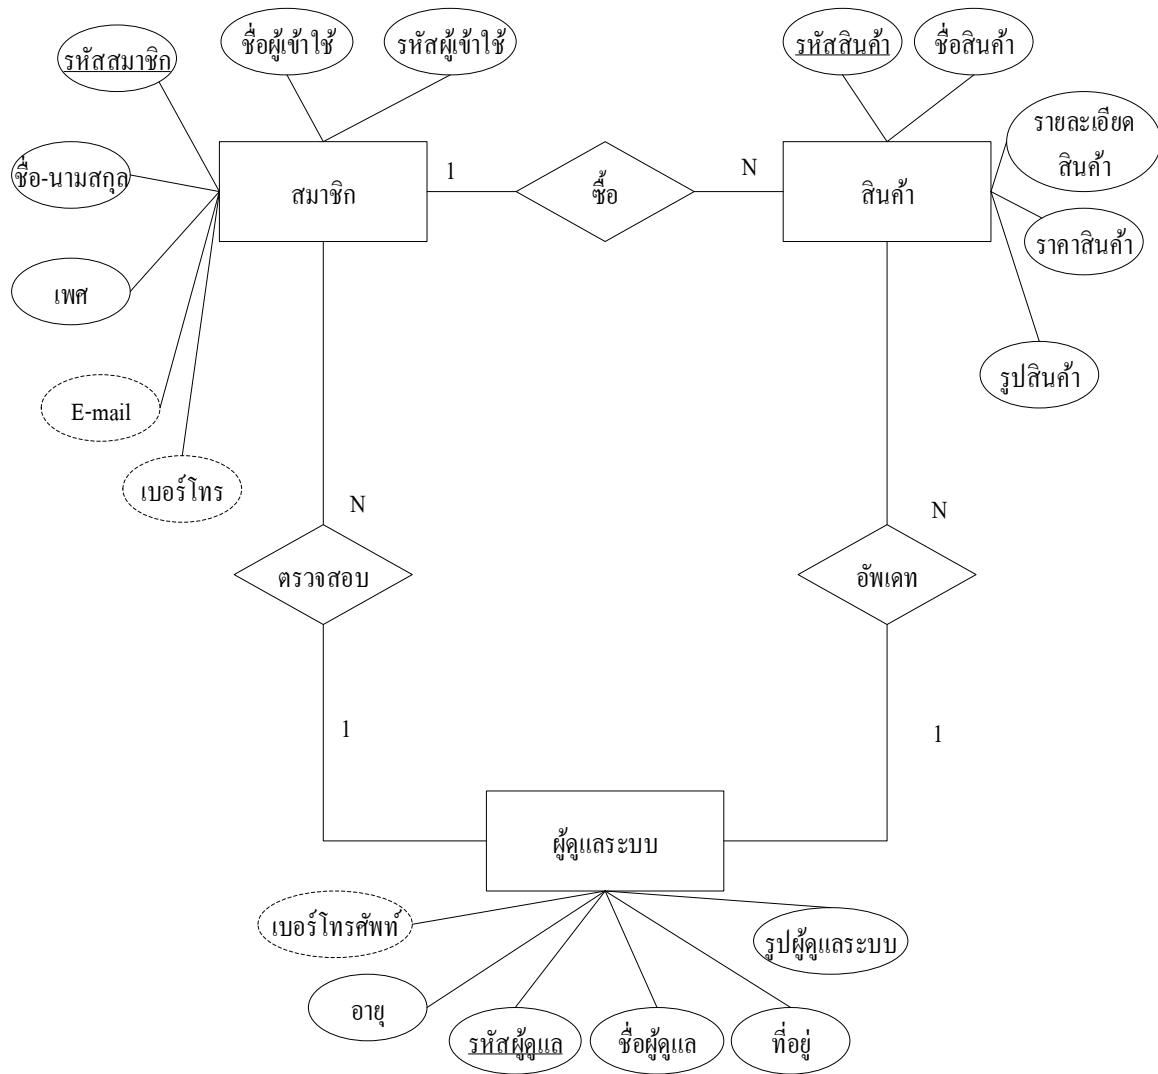 ชื่อผู้เข้าใช้
รหัสผู้เข้าใช้
รหัสสินค้า
ชื่อสินค้า
รหัสสมาชิก
รายละเอียด
สินค้า
ชื่อ-นามสกุล
สมาชิก
1
ซื้อ
N
สินค้า
ราคาสินค้า
เพศ
รูปสินค้า
E-mail
เบอร์โทร
N
N
ตรวจสอบ
อัพเดท
1
1
ผู้ดูแลระบบ
เบอร์โทรศัพท์
รูปผู้ดูแลระบบ
อายุ
รหัสผู้ดูแล
ชื่อผู้ดูแล
ที่อยู่